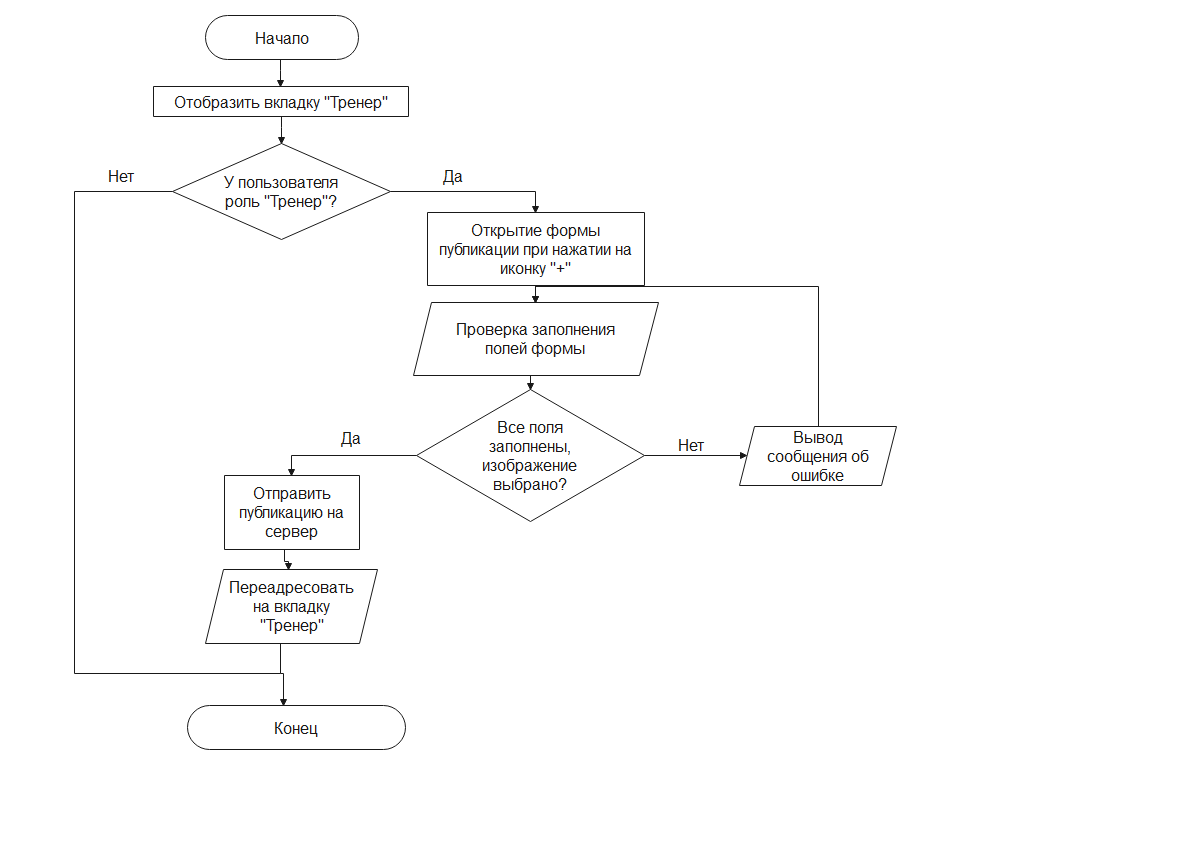 Начало
Отобразить вкладку "Тренер"
Нет
Да
У пользователя
роль "Тренер"?
Открытие формы
публикации при нажатии на
иконку "+"
Проверка заполнения
полей формы
Да
Все поля
заполнены,
изображение
выбрано?
Нет
Вывод
сообщения об
ошибке
Отправить
публикацию на
сервер
Переадресовать
на вкладку
"Тренер"
Конец